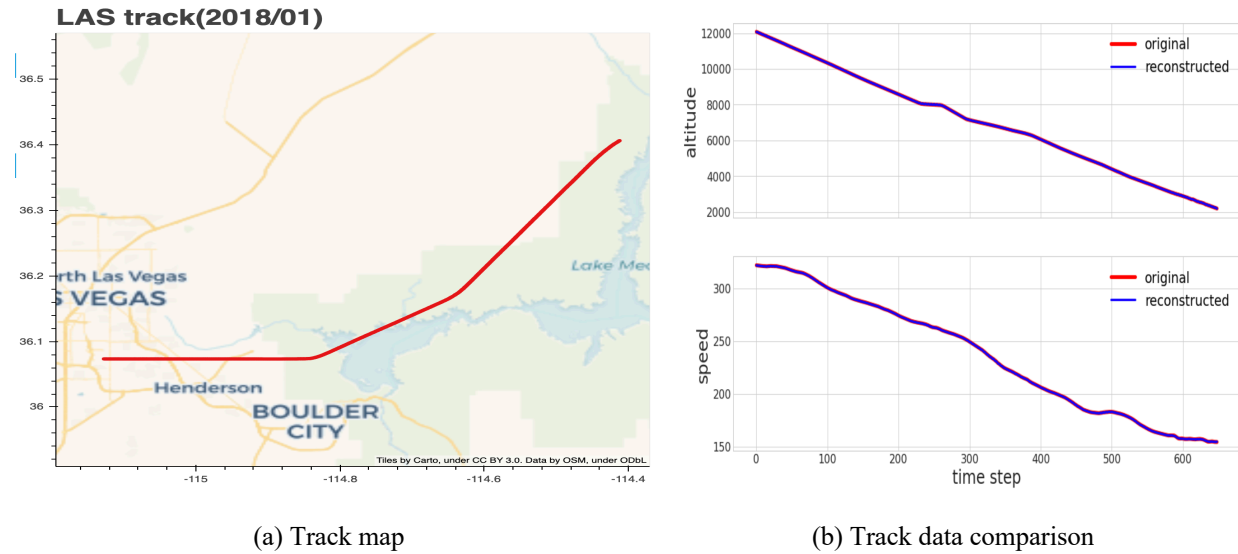 LAS track(2018/01)
36.5
36.4
36.3
36.2
36.1
36
rth Las Vegas
S VEGAS
Lake Mea
Henderson
BOULDER
CITY
Tiles by Carto, under CC BY 3.0. Data by OSM, under ODbL
-115
-114.8
-114.6
-114.4
(a) Track map
12000
10000
8000
6000
4000
2000
altitude
original
reconstructed
300
250
200
150
speed
original
reconstructed
0
100
200
300
400
500
600
time step
(b) Track data comparison